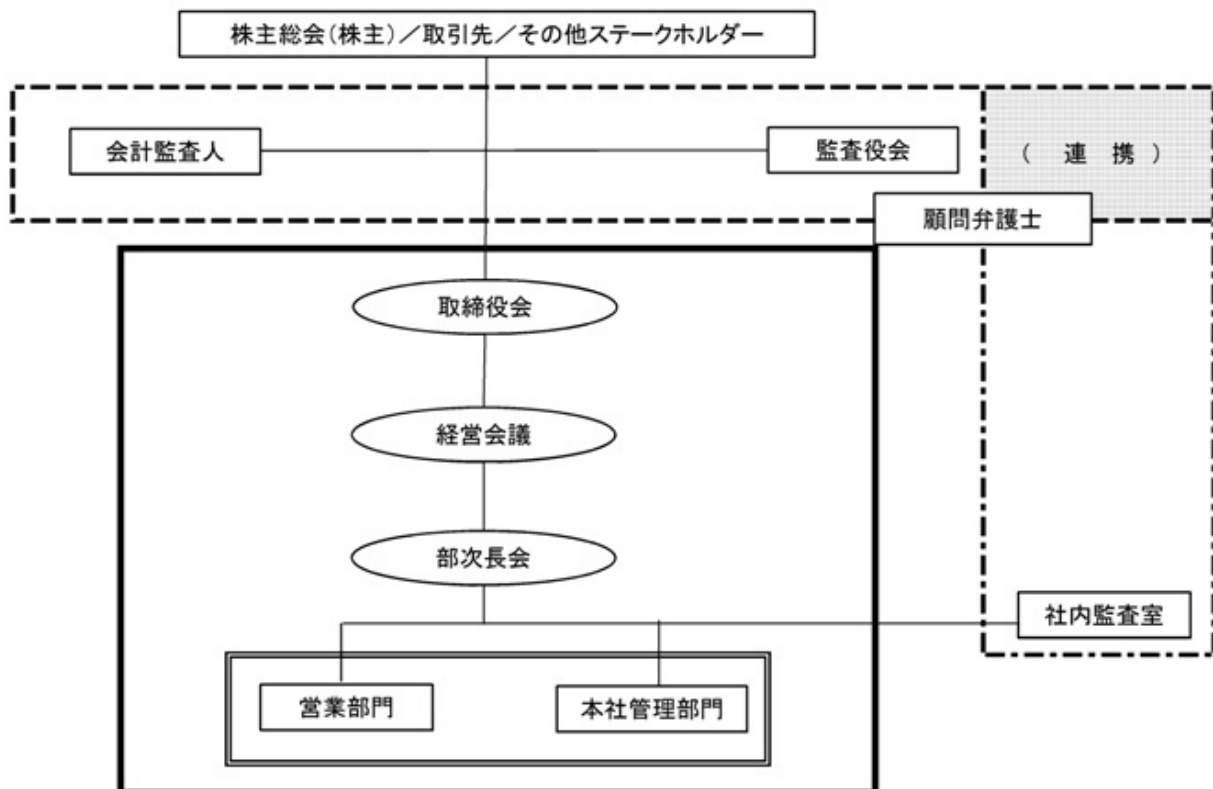 株主総会(株主)／取引先／その他ステークホルダー
会計監査人
監査役会
( 連 携 )
顧問弁護士
取締役会
経営会議
部次長会
社内監査室
営業部門
本社管理部門